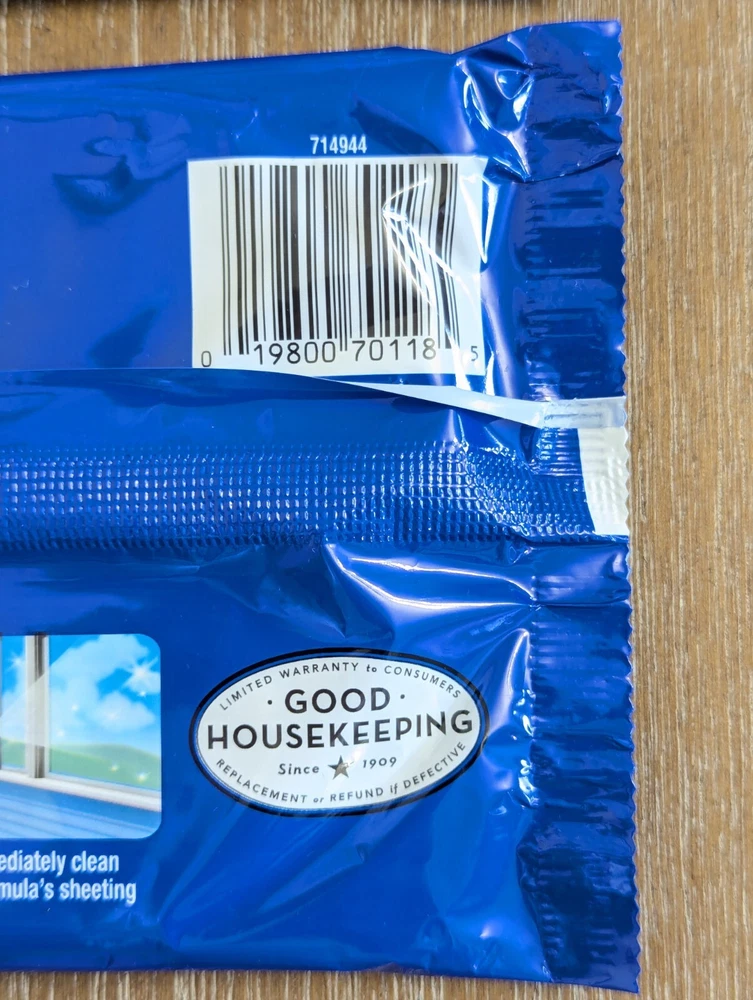 714944
0 19800 70118 5
LIMITED WARRANTY to CONSUMERS
· GOOD ·
HOUSEKEEPING
Since ★ 1909
REPLACEMENT or REFUND if DEFECTIVE
ediately clean
mula's sheeting